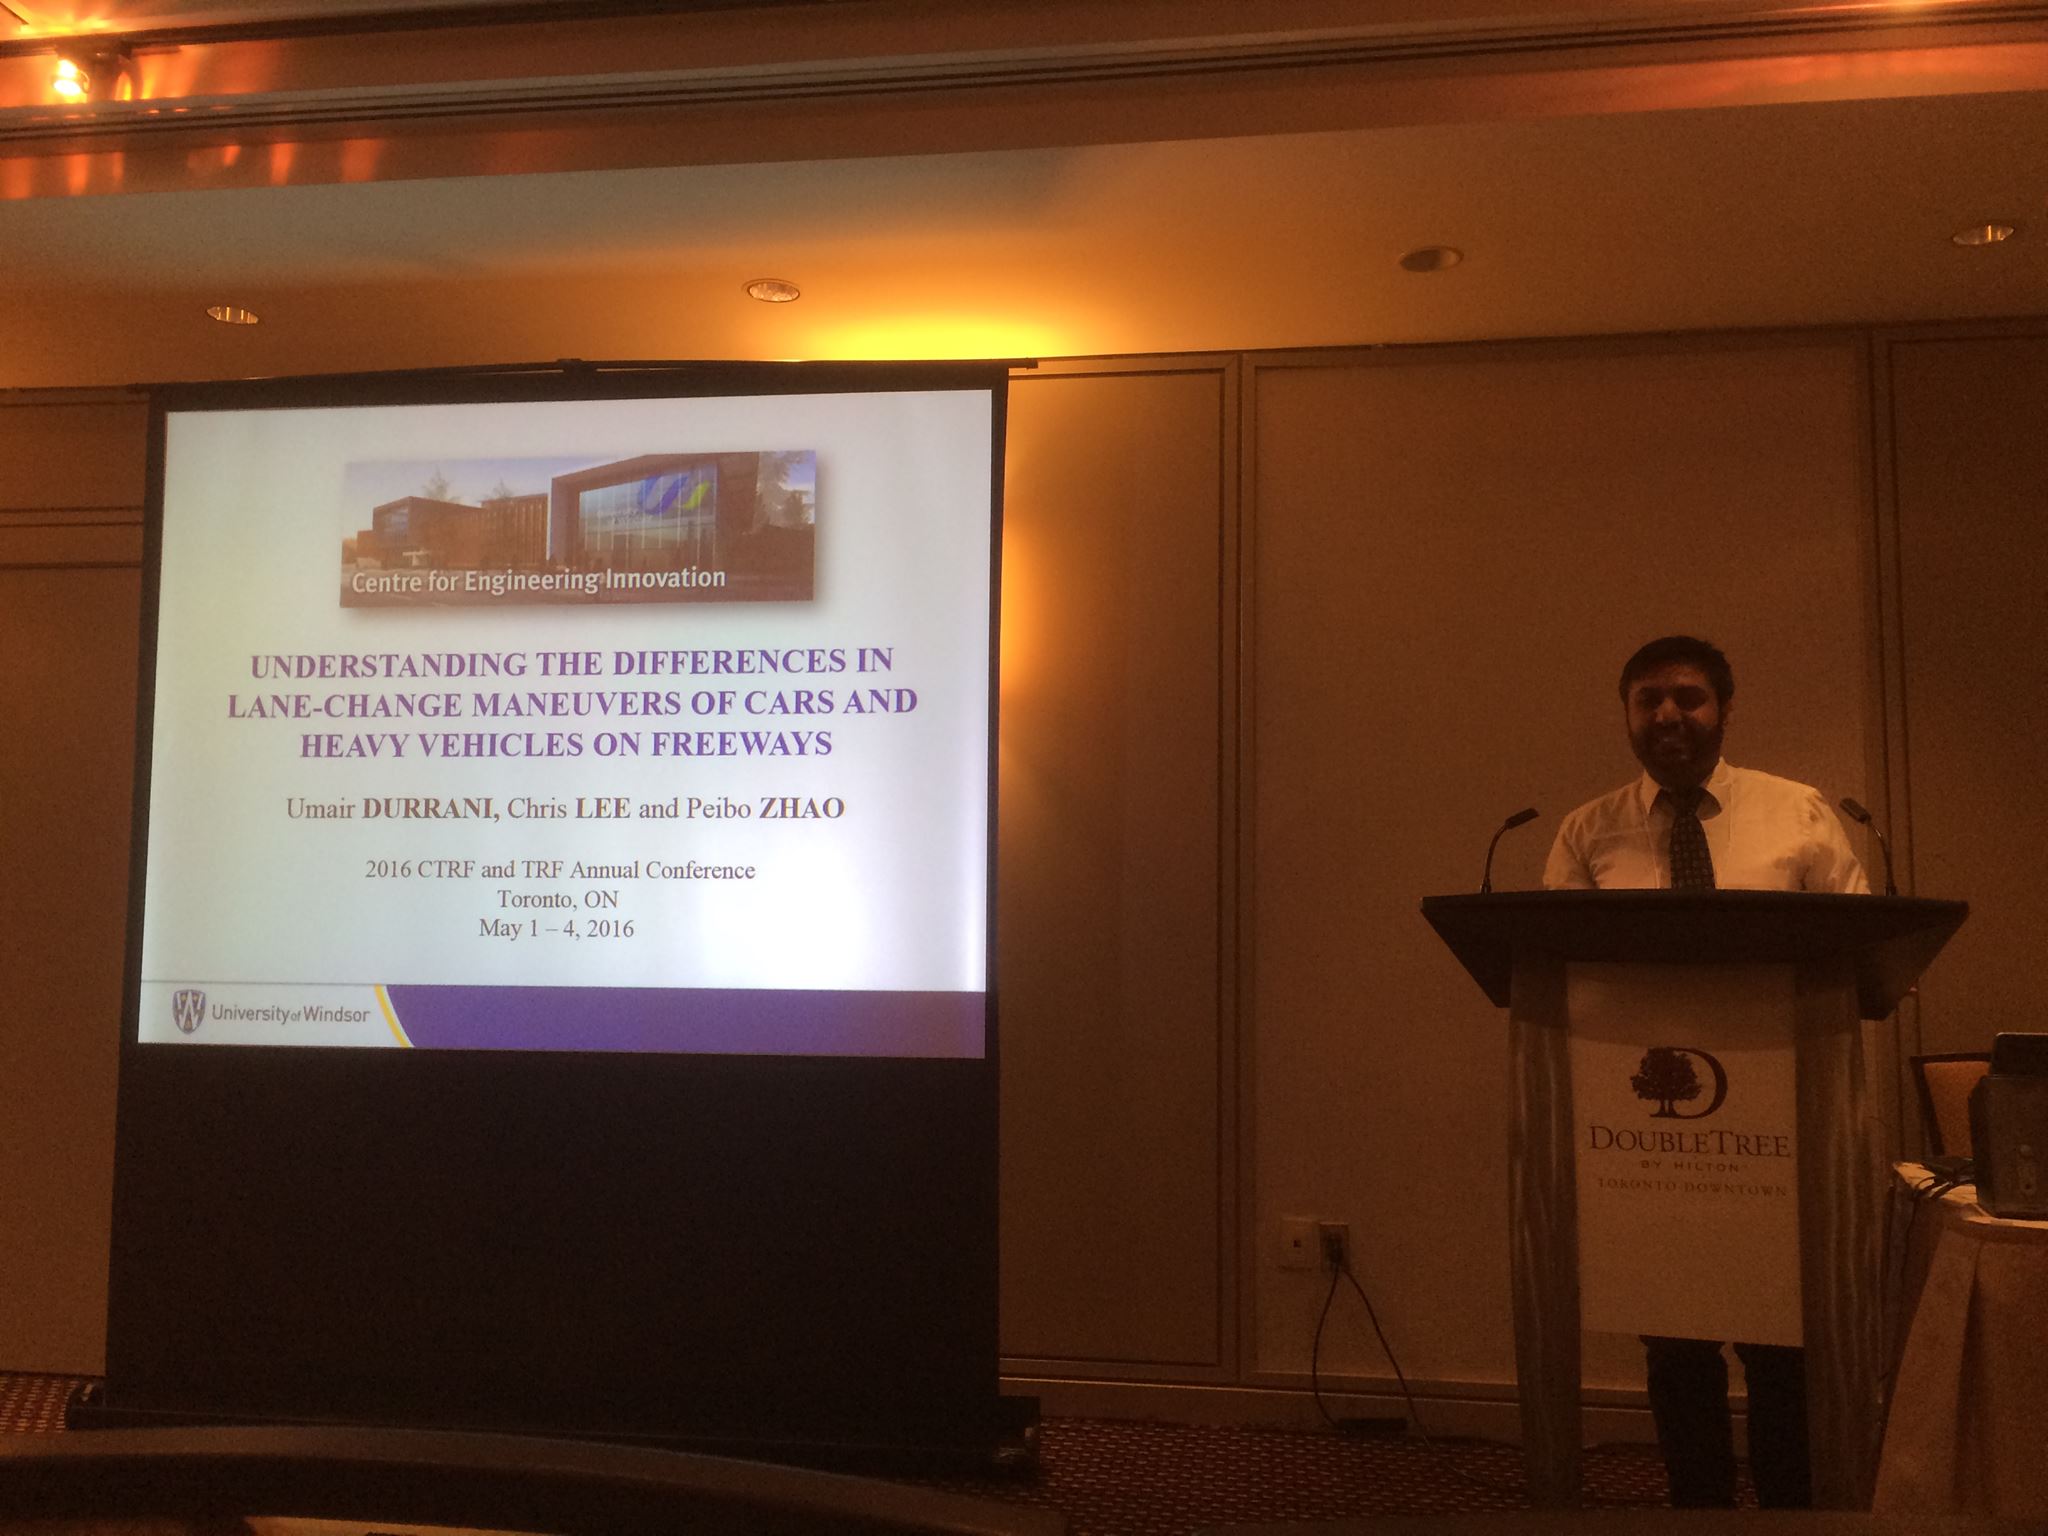 Centre for Engineering Innovation
UNDERSTANDING THE DIFFERENCES IN
LANE-CHANGE MANEUVERS OF CARS AND
HEAVY VEHICLES ON FREEWAYS
Umair DURRANI, Chris LEE and Peibo ZHAO
2016 CTRF and TRF Annual Conference
Toronto, ON
May 1 – 4, 2016
University of Windsor
D
DOUBLETREE
BY HILTON
TORONTO DOWNTOWN